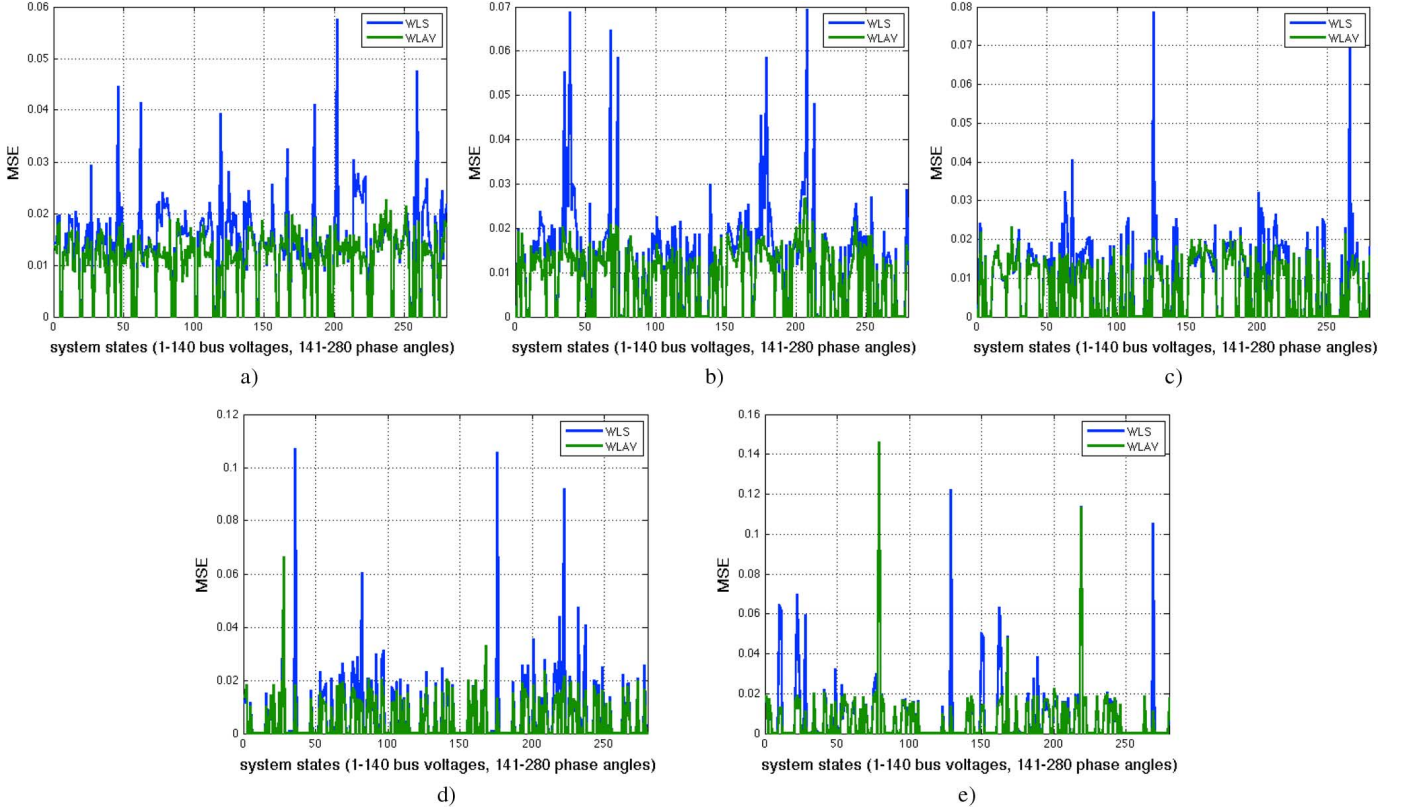 0.06
0.05
0.04
0.03
0.02
0.01
0
MSE
0 50 100 150 200 250
WLS
WLAV
system states (1-140 bus voltages, 141-280 phase angles)
a)
0.07
0.06
0.05
0.04
0.03
0.02
0.01
0
MSE
0 50 100 150 200 250
WLS
WLAV
system states (1-140 bus voltages, 141-280 phase angles)
b)
0.08
0.07
0.06
0.05
0.04
0.03
0.02
0.01
0
MSE
0 50 100 150 200 250
WLS
WLAV
system states (1-140 bus voltages, 141-280 phase angles)
c)
0.12
0.1
0.08
0.06
0.04
0.02
0
MSE
0 50 100 150 200 250
WLS
WLAV
system states (1-140 bus voltages, 141-280 phase angles)
d)
0.16
0.14
0.12
0.1
0.08
0.06
0.04
0.02
0
MSE
0 50 100 150 200 250
WLS
WLAV
system states (1-140 bus voltages, 141-280 phase angles)
e)